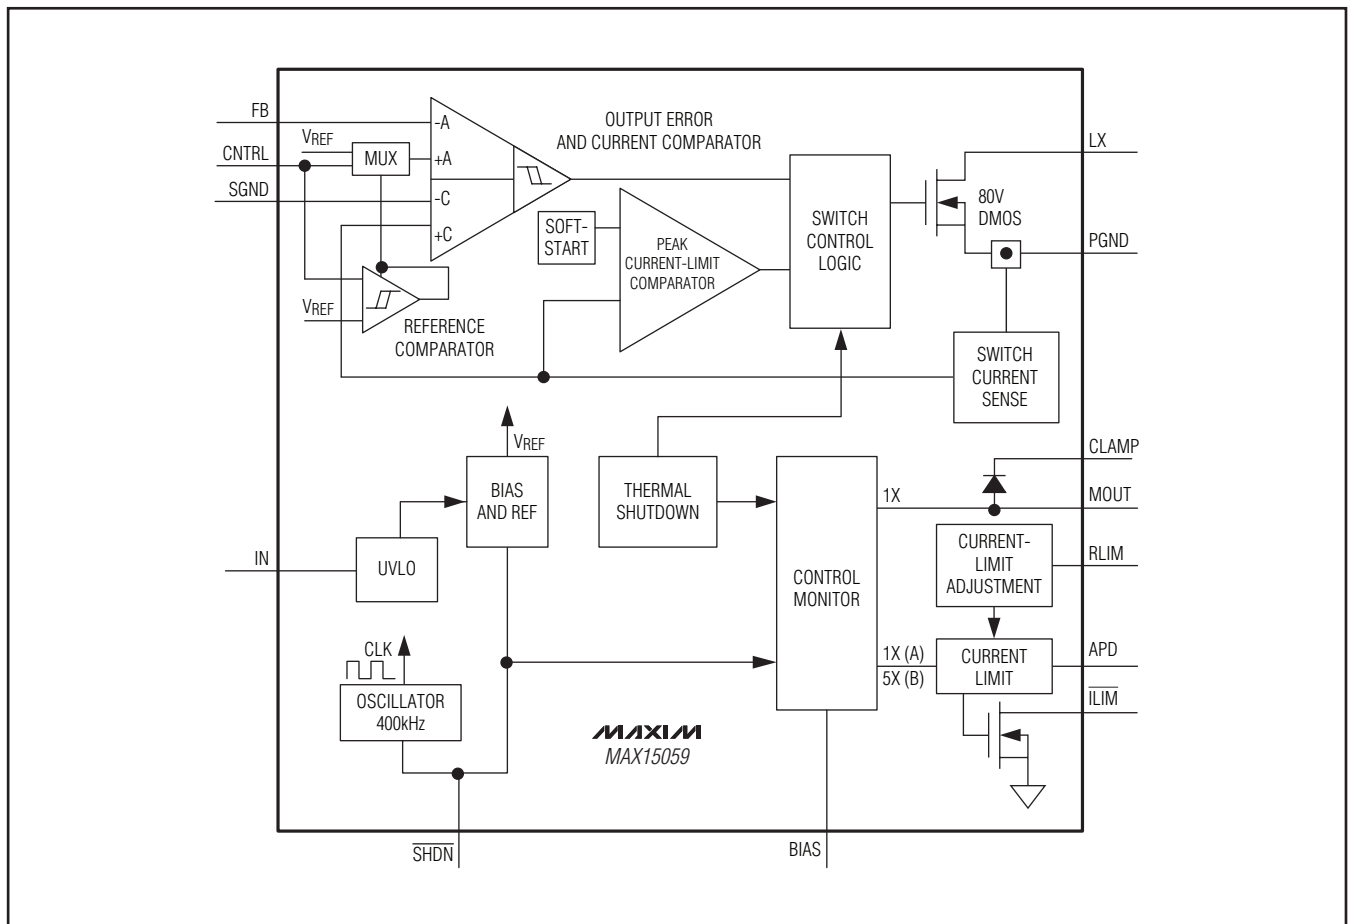 FB
VREF
CNTRL
MUX
SGND
-A
+A
-C
+C
OUTPUT ERROR
AND CURRENT COMPARATOR
SOFT-
START
PEAK
CURRENT-LIMIT
COMPARATOR
SWITCH
CONTROL
LOGIC
80V
DMOS
LX
PGND
VREF
REFERENCE
COMPARATOR
SWITCH
CURRENT
SENSE
VREF
BIAS
AND REF
THERMAL
SHUTDOWN
IN
UVLO
CONTROL
MONITOR
1X
CLAMP
MOUT
CURRENT-
LIMIT
ADJUSTMENT
RLIM
1X (A)
5X (B)
CURRENT
LIMIT
APD
ILIM
CLK
OSCILLATOR
400kHz
MAXIM
MAX15059
SHDN
BIAS